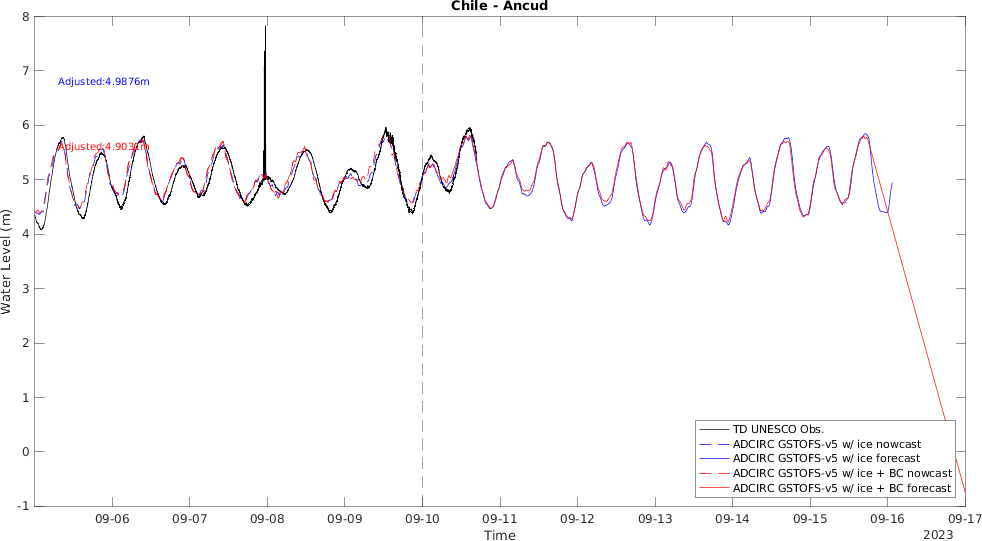 Chile - Ancud
8
7
6
5
4
3
2
1
0
-1
Water Level (m)
Adjusted:4.9876m
09-06
09-07
09-08
09-09
09-10
09-11
09-12
09-13
09-14
09-15
09-16
09-17
Time
2023
TD UNESCO Obs.
ADCIRC GSTOFS-v5 w/ ice nowcast
ADCIRC GSTOFS-v5 w/ ice forecast
ADCIRC GSTOFS-v5 w/ ice + BC nowcast
ADCIRC GSTOFS-v5 w/ ice + BC forecast